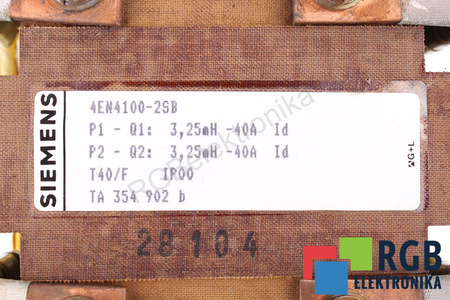 SIEMENS
4EN4100-2SB
P1 - Q1: 3,25mH -40A Id
P2 - Q2: 3,25mH -40A Id
T40/F IP00
TA 354 902 b
W G+L
28104
RGBelektronika
RGB
ELEKTRONIKA